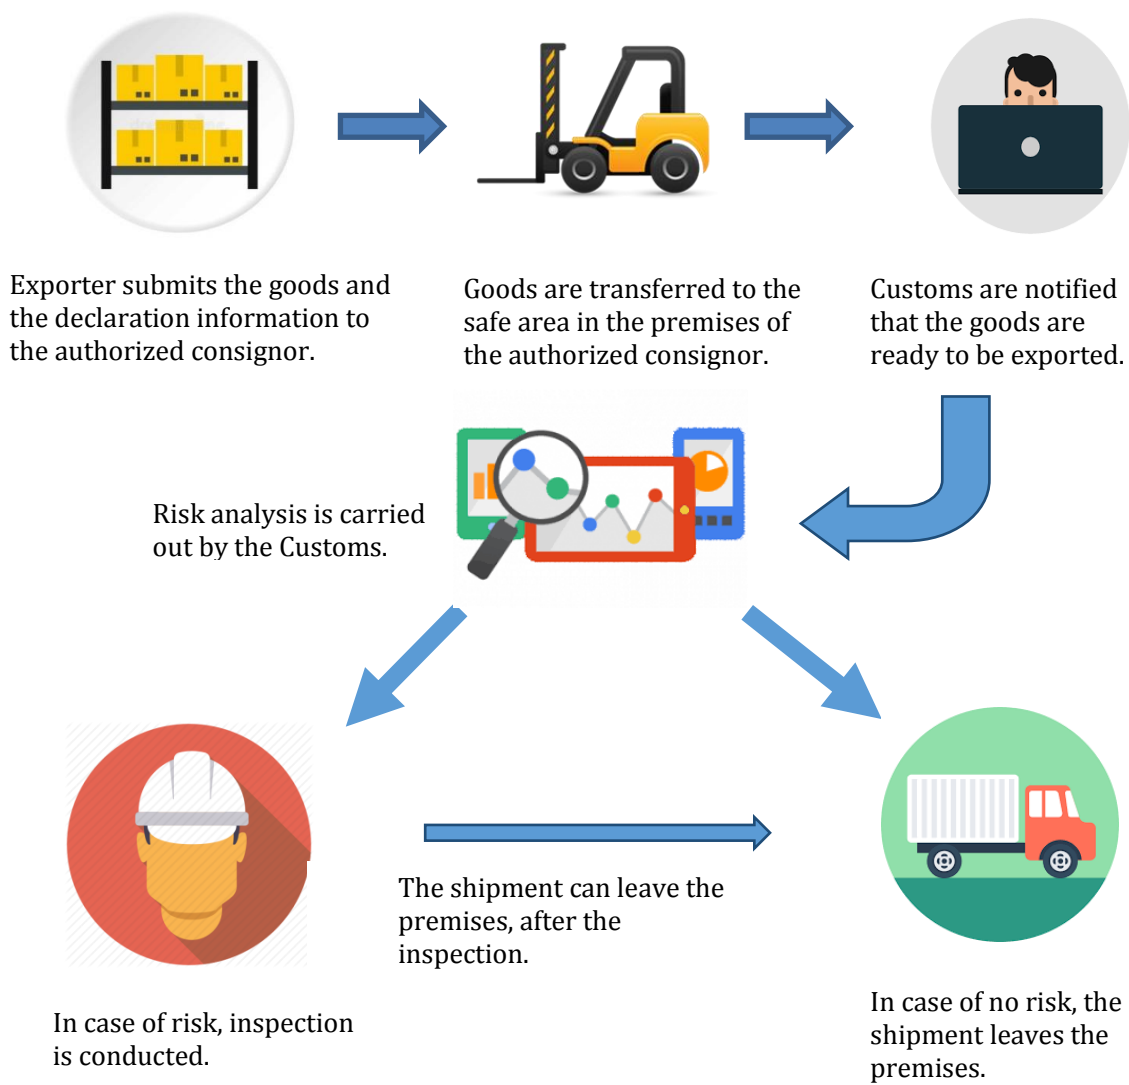 Exporter submits the goods and
the declaration information to
the authorized consignor.
Goods are transferred to the
safe area in the premises of
the authorized consignor.
Customs are notified
that the goods are
ready to be exported.
Risk analysis is carried
out by the Customs.
The shipment can leave the
premises, after the
inspection.
In case of risk, inspection
is conducted.
In case of no risk, the
shipment leaves the
premises.